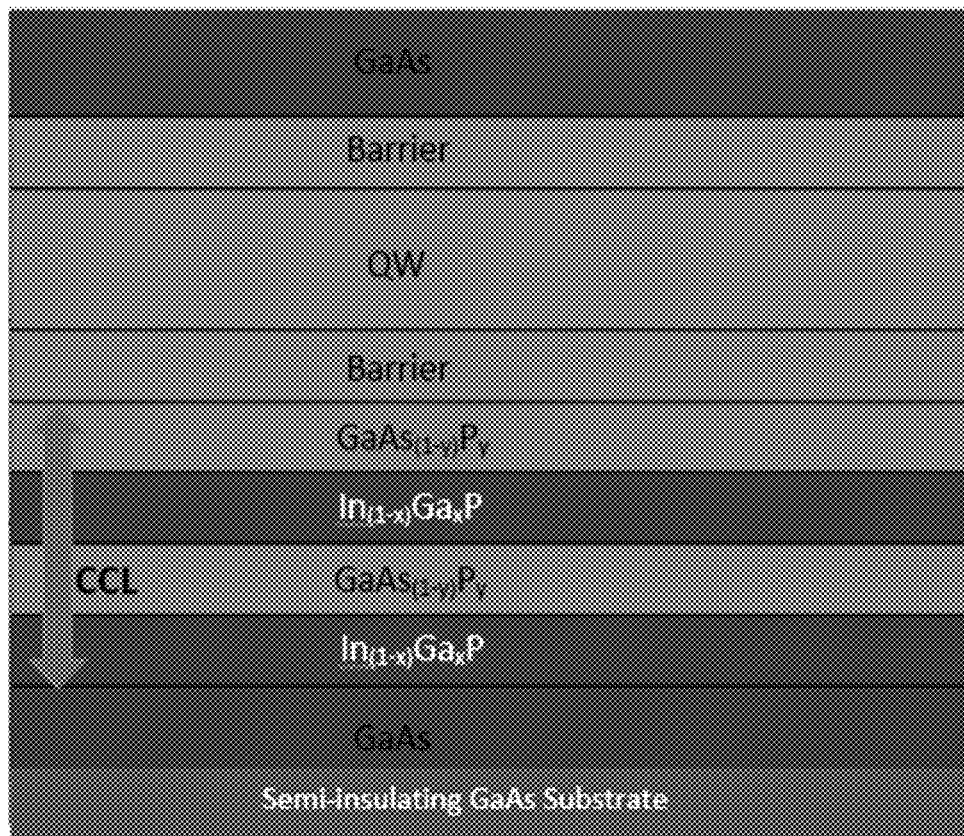 GaAs
Barrier
QW
Barrier
GaAs(1-y)Py
In(1-x)GaxP
CCL GaAs(1-y)Py
In(1-x)GaxP
GaAs
Semi-insulating GaAs Substrate